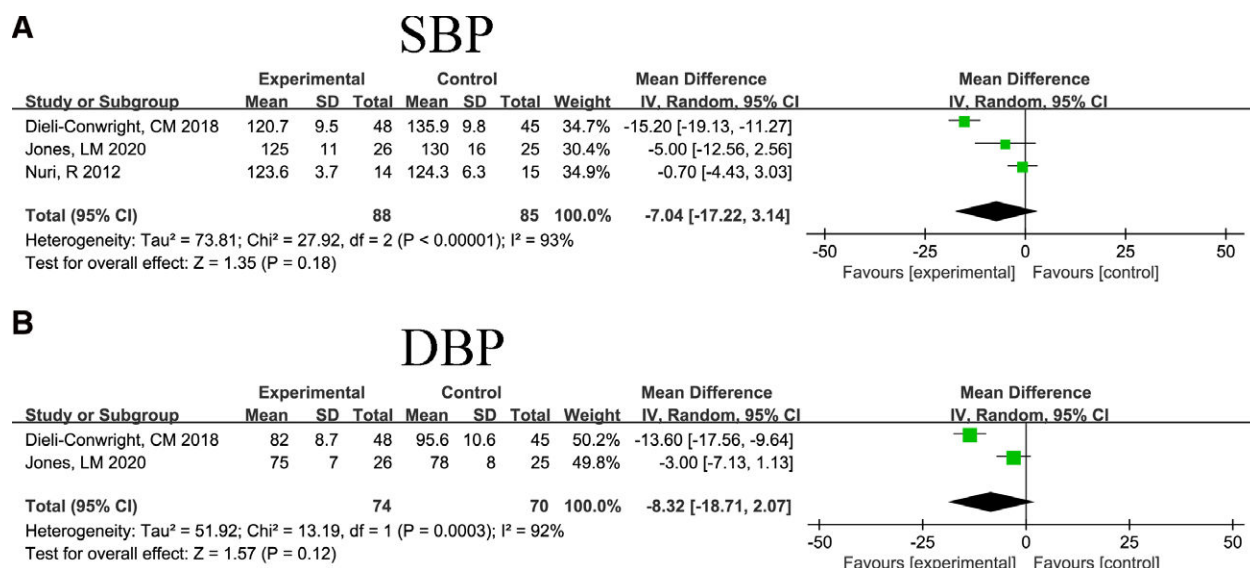 A
SBP
Experimental Control Mean Difference Mean Difference
Study or Subgroup Mean SD Total Mean SD Total Weight IV, Random, 95% CI IV, Random, 95% CI
Dieli-Conwright, CM 2018 120.7 9.5 48 135.9 9.8 45 34.7% -15.20 [-19.13, -11.27]
Jones, LM 2020 125 11 26 130 16 25 30.4% -5.00 [-12.56, 2.56]
Nuri, R 2012 123.6 3.7 14 124.3 6.3 15 34.9% -0.70 [-4.43, 3.03]
Total (95% CI) 88 85 100.0% -7.04 [-17.22, 3.14]
Heterogeneity: Tau² = 73.81; Chi² = 27.92, df = 2 (P < 0.00001); I² = 93%
Test for overall effect: Z = 1.35 (P = 0.18)
-50 -25 0 25 50
Favours [experimental] Favours [control]
B
DBP
Experimental Control Mean Difference Mean Difference
Study or Subgroup Mean SD Total Mean SD Total Weight IV, Random, 95% CI IV, Random, 95% CI
Dieli-Conwright, CM 2018 82 8.7 48 95.6 10.6 45 50.2% -13.60 [-17.56, -9.64]
Jones, LM 2020 75 7 26 78 8 25 49.8% -3.00 [-7.13, 1.13]
Total (95% CI) 74 70 100.0% -8.32 [-18.71, 2.07]
Heterogeneity: Tau² = 51.92; Chi² = 13.19, df = 1 (P = 0.0003); I² = 92%
Test for overall effect: Z = 1.57 (P = 0.12)
-50 -25 0 25 50
Favours [experimental] Favours [control]